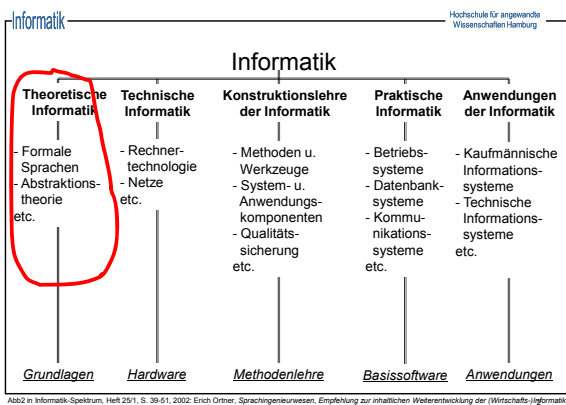 Informatik
Hochschule für angewandte
Wissenschaften Hamburg
Informatik
Theoretische
Informatik
- Formale
Sprachen
- Abstraktions-
theorie
etc.
Grundlagen
Technische
Informatik
- Rechner-
technologie
- Netze
etc.
Hardware
Konstruktionslehre
der Informatik
- Methoden u.
Werkzeuge
- System- u.
Anwendungs-
komponenten
- Qualitäts-
sicherung
etc.
Methodenlehre
Praktische
Informatik
- Betriebs-
systeme
- Datenbank-
systeme
- Kommu-
nikations-
systeme
etc.
Basissoftware
Anwendungen
der Informatik
- Kaufmännische
Informations-
systeme
- Technische
Informations-
systeme
etc.
Anwendungen
Abb2 in Informatik-Spektrum, Heft 25/1, S. 39-51, 2002: Erich Ortner, Sprachingenieurwesen, Empfehlung zur inhaltlichen Weiterentwicklung der (Wirtschafts-)Informatik